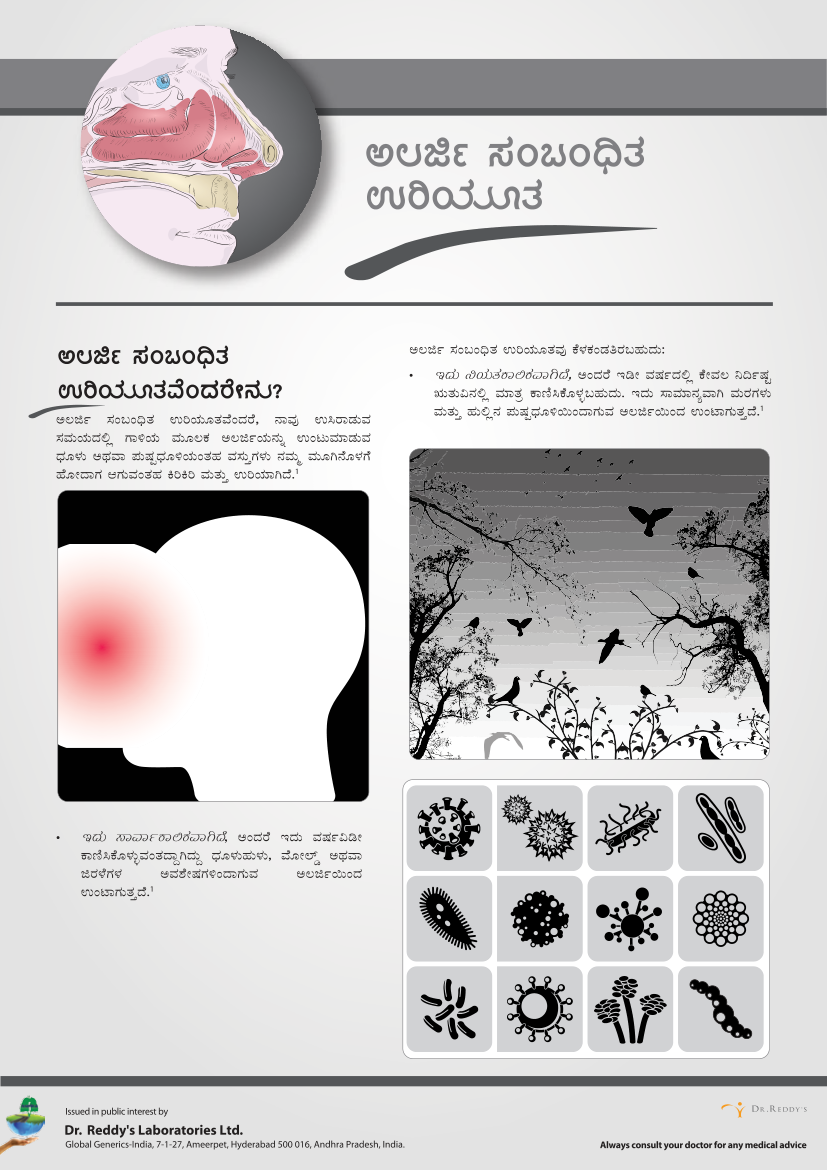 ಅಲರ್ಜಿ ಸಂಬಂಧಿತ
ಉರಿಯೂತ
ಅಲರ್ಜಿ ಸಂಬಂಧಿತ
ಉರಿಯೂತವೆಂದರೇನು?
ಅಲರ್ಜಿ ಸಂಬಂಧಿತ ಉರಿಯೂತವೆಂದರೆ, ನಾವು ಉಸಿರಾಡುವ
ಸಮಯದಲ್ಲಿ ಗಾಳಿಯ ಮೂಲಕ ಅಲರ್ಜಿಯನ್ನು ಉಂಟುಮಾಡುವ
ಧೂಳು ಅಥವಾ ಪುಷ್ಪಧೂಳಿಯಂತಹ ವಸ್ತುಗಳು ನಮ್ಮ ಮೂಗಿನೊಳಗೆ
ಹೋದಾಗ ಆಗುವಂತಹ ಕಿರಿಕಿರಿ ಮತ್ತು ಉರಿಯಾಗಿದೆ.¹
• ಇದು ಸಾರ್ವಾಕಾಲಿಕವಾಗಿದೆ, ಅಂದರೆ ಇದು ವರ್ಷವಿಡೀ
ಕಾಣಿಸಿಕೊಳ್ಳುವಂತದ್ದಾಗಿದ್ದು ಧೂಳುಹುಳು, ಮೋಲ್ಡ್ ಅಥವಾ
ಜಿರಳೆಗಳ ಅವಶೇಷಗಳಿಂದಾಗುವ ಅಲರ್ಜಿಯಿಂದ
ಉಂಟಾಗುತ್ತದೆ.¹
ಅಲರ್ಜಿ ಸಂಬಂಧಿತ ಉರಿಯೂತವು ಕೆಳಕಂಡತಿರಬಹುದು:
• ಇದು ನಿಯತಕಾಲಿಕವಾಗಿದೆ, ಅಂದರೆ ಇಡೀ ವರ್ಷದಲ್ಲಿ ಕೇವಲ ನಿರ್ದಿಷ್ಟ
ಋತುವಿನಲ್ಲಿ ಮಾತ್ರ ಕಾಣಿಸಿಕೊಳ್ಳಬಹುದು. ಇದು ಸಾಮಾನ್ಯವಾಗಿ ಮರಗಳು
ಮತ್ತು ಹುಲ್ಲಿನ ಪುಷ್ಪಧೂಳಿಯಿಂದಾಗುವ ಅಲರ್ಜಿಯಿಂದ ಉಂಟಾಗುತ್ತದೆ.¹
Issued in public interest by
Dr. Reddy's Laboratories Ltd.
Global Generics-India, 7-1-27, Ameerpet, Hyderabad 500 016, Andhra Pradesh, India.
DR.REDDY'S
Always consult your doctor for any medical advice